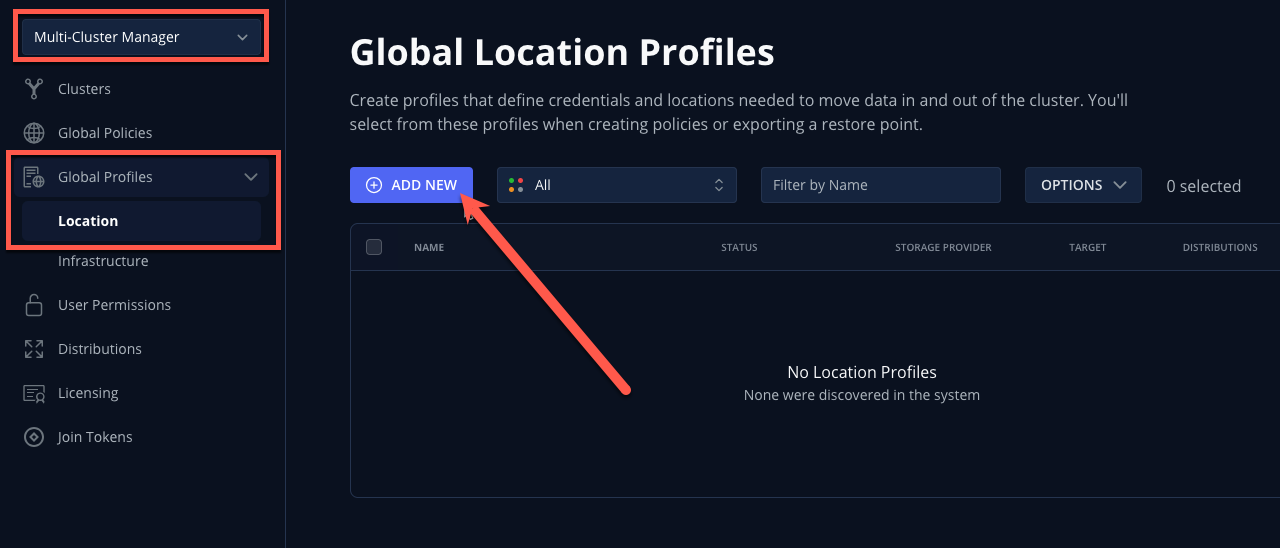 Multi-Cluster Manager
Clusters
Global Policies
Global Profiles
Location
Infrastructure
User Permissions
Distributions
Licensing
Join Tokens
Global Location Profiles
Create profiles that define credentials and locations needed to move data in and out of the cluster. You'll
select from these profiles when creating policies or exporting a restore point.
ADD NEW
All
Filter by Name
OPTIONS
0 selected
NAME
STATUS
STORAGE PROVIDER
TARGET
DISTRIBUTIONS
No Location Profiles
None were discovered in the system